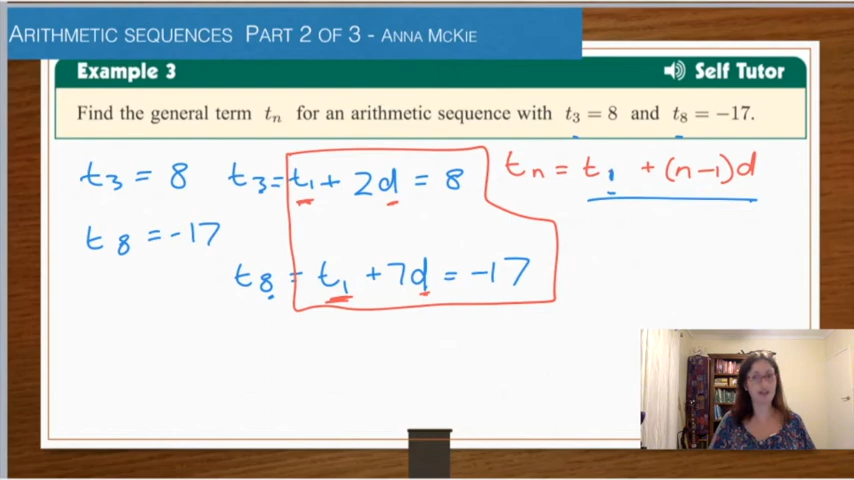 ARITHMETIC SEQUENCES PART 2 OF 3 - ANNA MCKIE
Example 3 Self Tutor
Find the general term tn for an arithmetic sequence with t3 = 8 and t8 = −17.
t3 = 8 t3 = t1 + 2d = 8 tn = t1 + (n−1)d
t8 = −17
t8 = t1 + 7d = −17